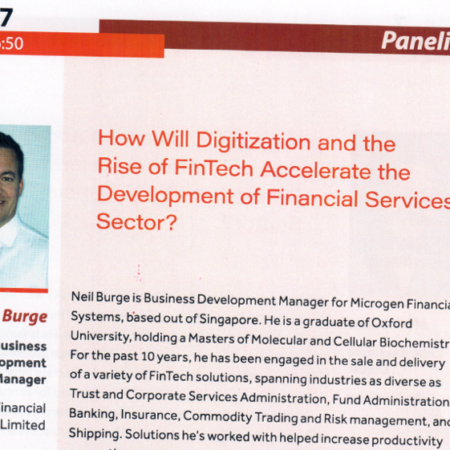 7
:50
Paneli
How Will Digitization and the
Rise of FinTech Accelerate the
Development of Financial Services
Sector?
Burge
usiness
opment
Manager
inancial
Limited
Neil Burge is Business Development Manager for Microgen Financia
Systems, based out of Singapore. He is a graduate of Oxford
University, holding a Masters of Molecular and Cellular Biochemistr
For the past 10 years, he has been engaged in the sale and delivery
of a variety of FinTech solutions, spanning industries as diverse as
Trust and Corporate Services Administration, Fund Administration
Banking, Insurance, Commodity Trading and Risk management, and
Shipping. Solutions he's worked with helped increase productivity